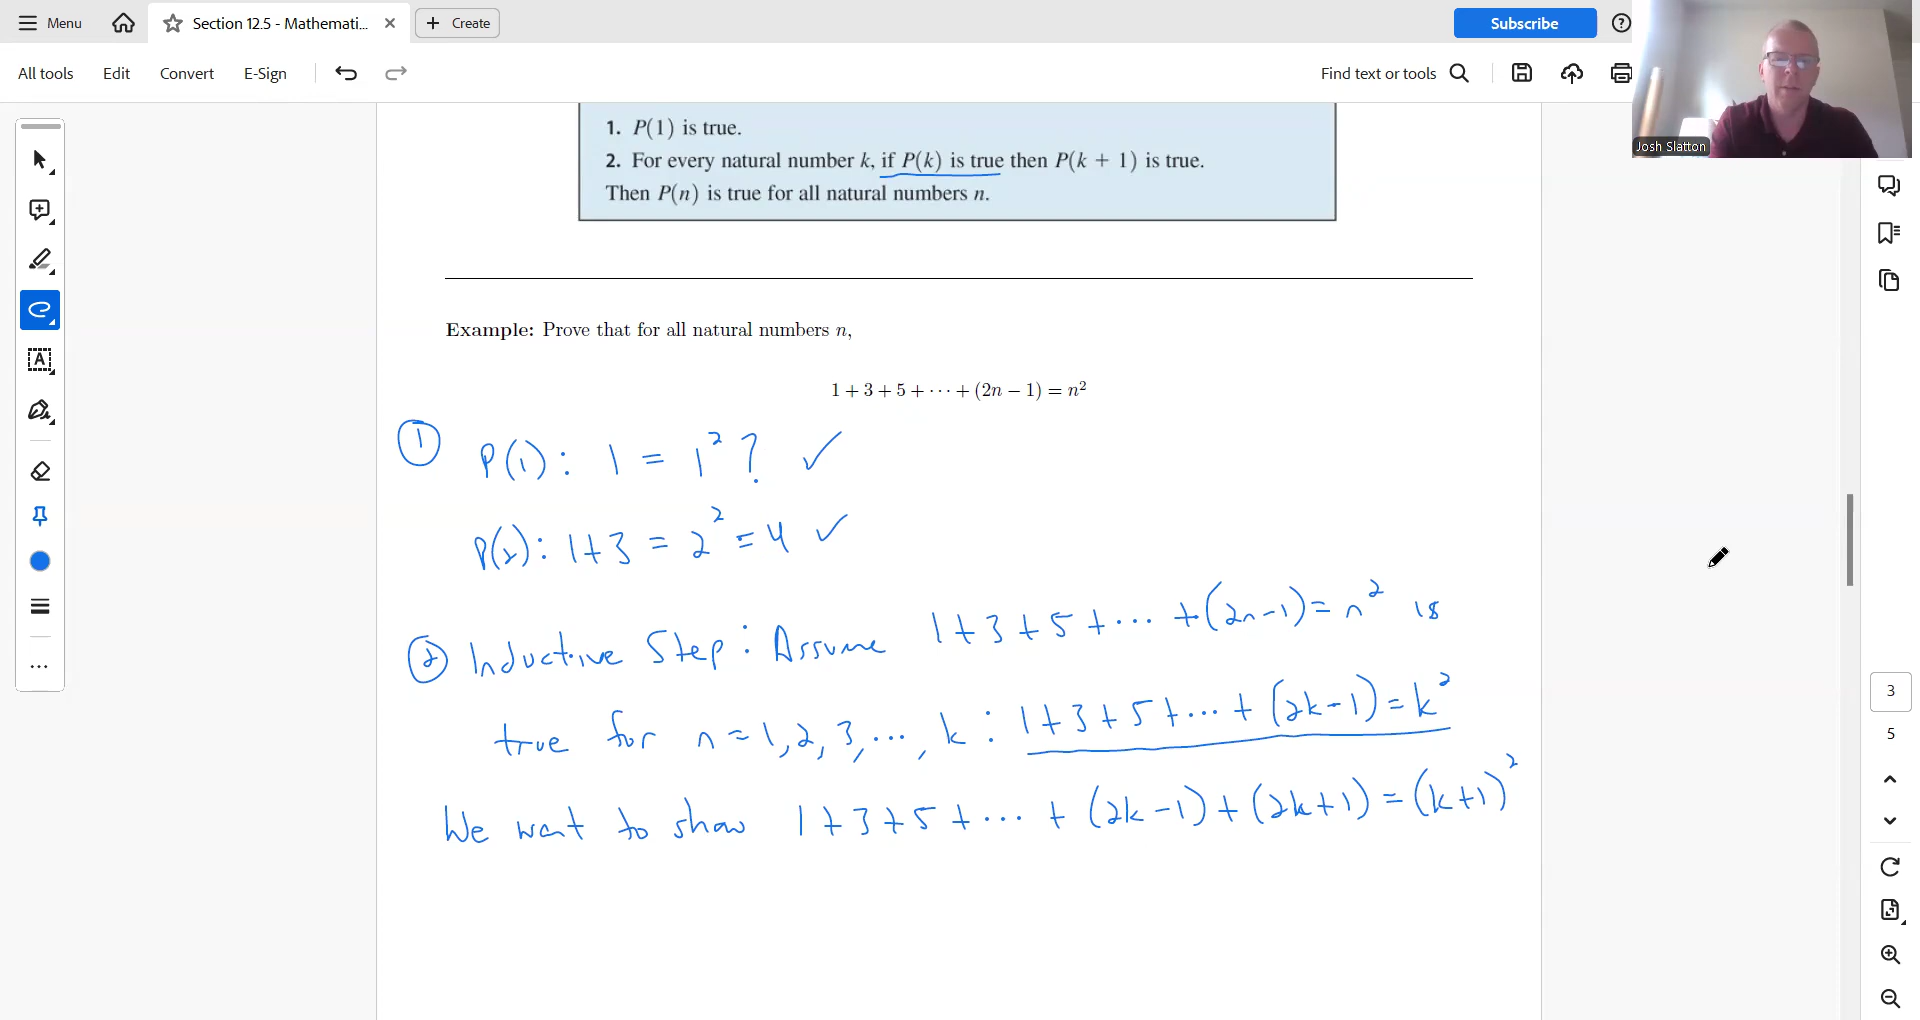 Menu
Section 12.5 - Mathemati...
Create
Subscribe
All tools
Edit
Convert
E-Sign
Find text or tools
Josh Slatton
1. P(1) is true.
2. For every natural number k, if P(k) is true then P(k + 1) is true.
Then P(n) is true for all natural numbers n.
Example: Prove that for all natural numbers n,
1 + 3 + 5 + ··· + (2n − 1) = n²
① P(1): 1 = 1² ? ✓
P(2): 1+3 = 2² = 4 ✓
② Inductive Step: Assume 1+3+5+···+(2n-1) = n² is
true for n = 1, 2, 3, ···, k: 1+3+5+···+(2k-1) = k²
We want to show 1+3+5+···+(2k-1)+(2k+1) = (k+1)²
3
5